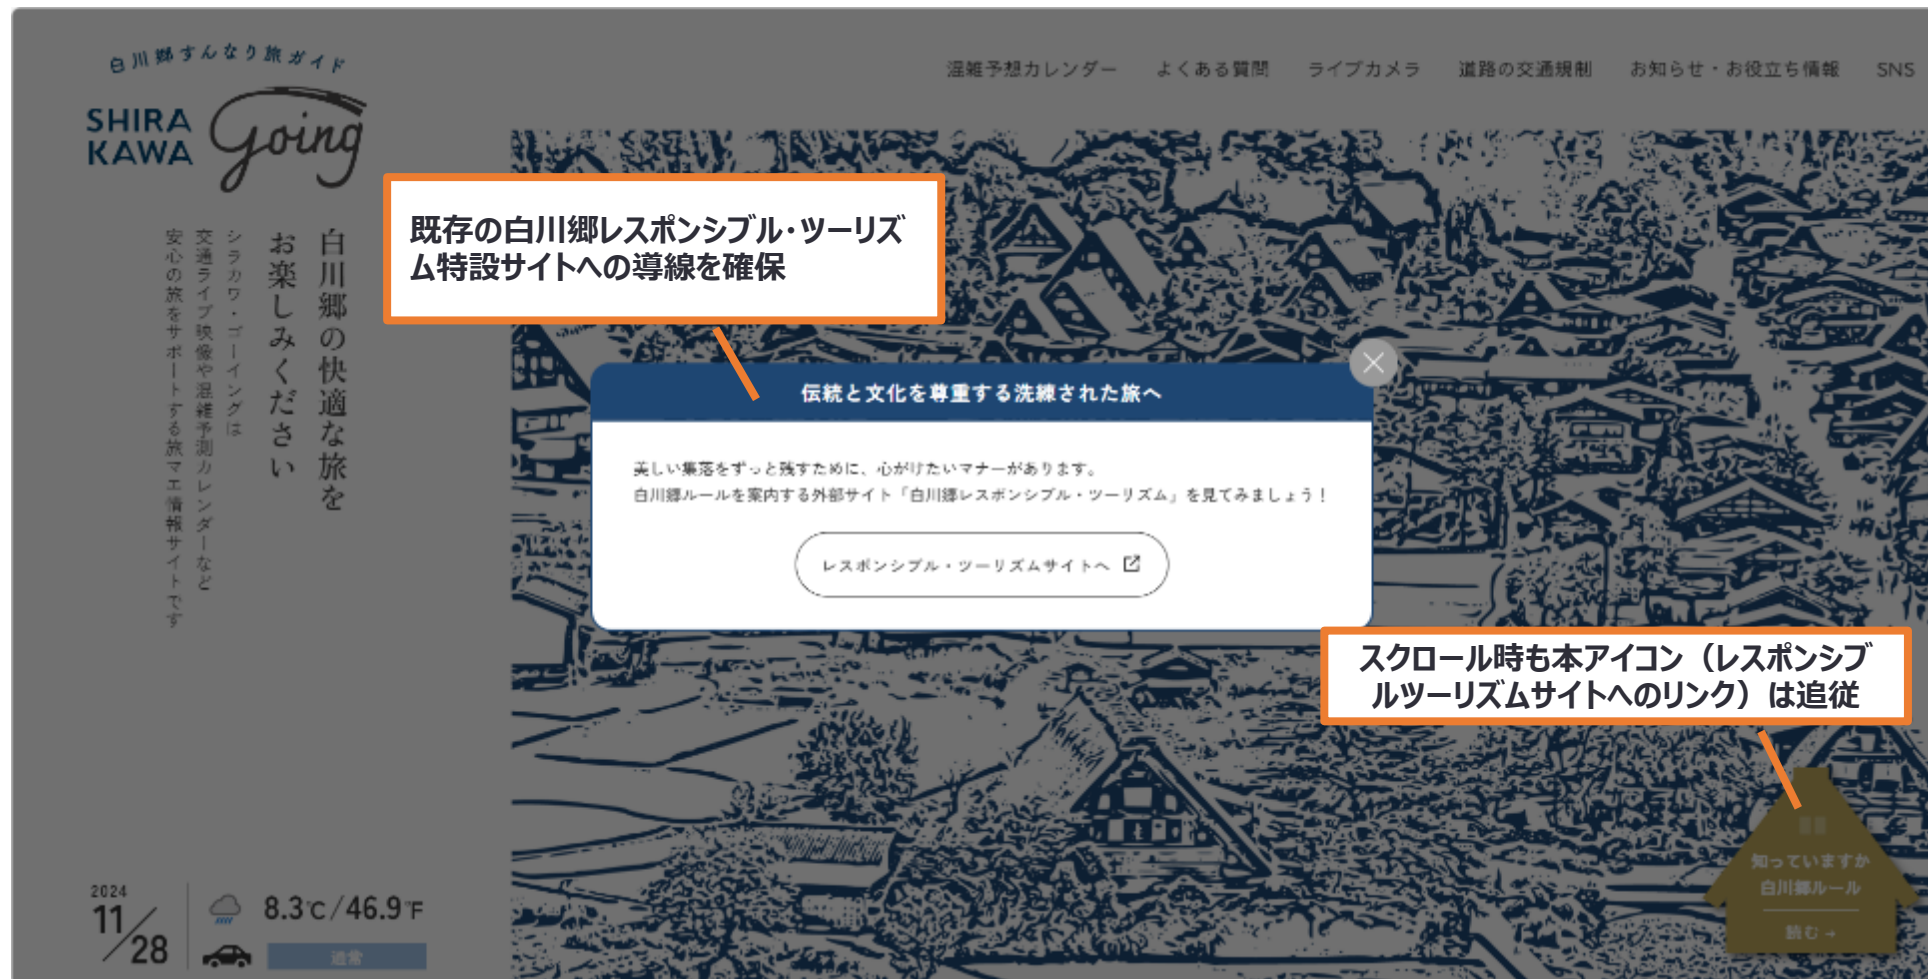 白川郷すんなり旅ガイド
SHIRA
KAWA
Going
混雑予想カレンダー
よくある質問
ライブカメラ
道路の交通規制
お知らせ・お役立ち情報
SNS
既存の白川郷レスポンシブル・ツーリズ
ム特設サイトへの導線を確保
白川郷の快適な旅を
お楽しみください
シラカワ・ゴーイングは
交通ライブ映像や混雑予測カレンダーなど
安心の旅をサポートする旅マエ情報サイトです
伝統と文化を尊重する洗練された旅へ
美しい集落をずっと残すために、心がけたいマナーがあります。
白川郷ルールを案内する外部サイト「白川郷レスポンシブル・ツーリズム」を見てみましょう！
レスポンシブル・ツーリズムサイトへ
スクロール時も本アイコン（レスポンシブ
ルツーリズムサイトへのリンク）は追従
知っていますか
白川郷ルール
読む→
2024
11/28
8.3℃/46.9℉
通常